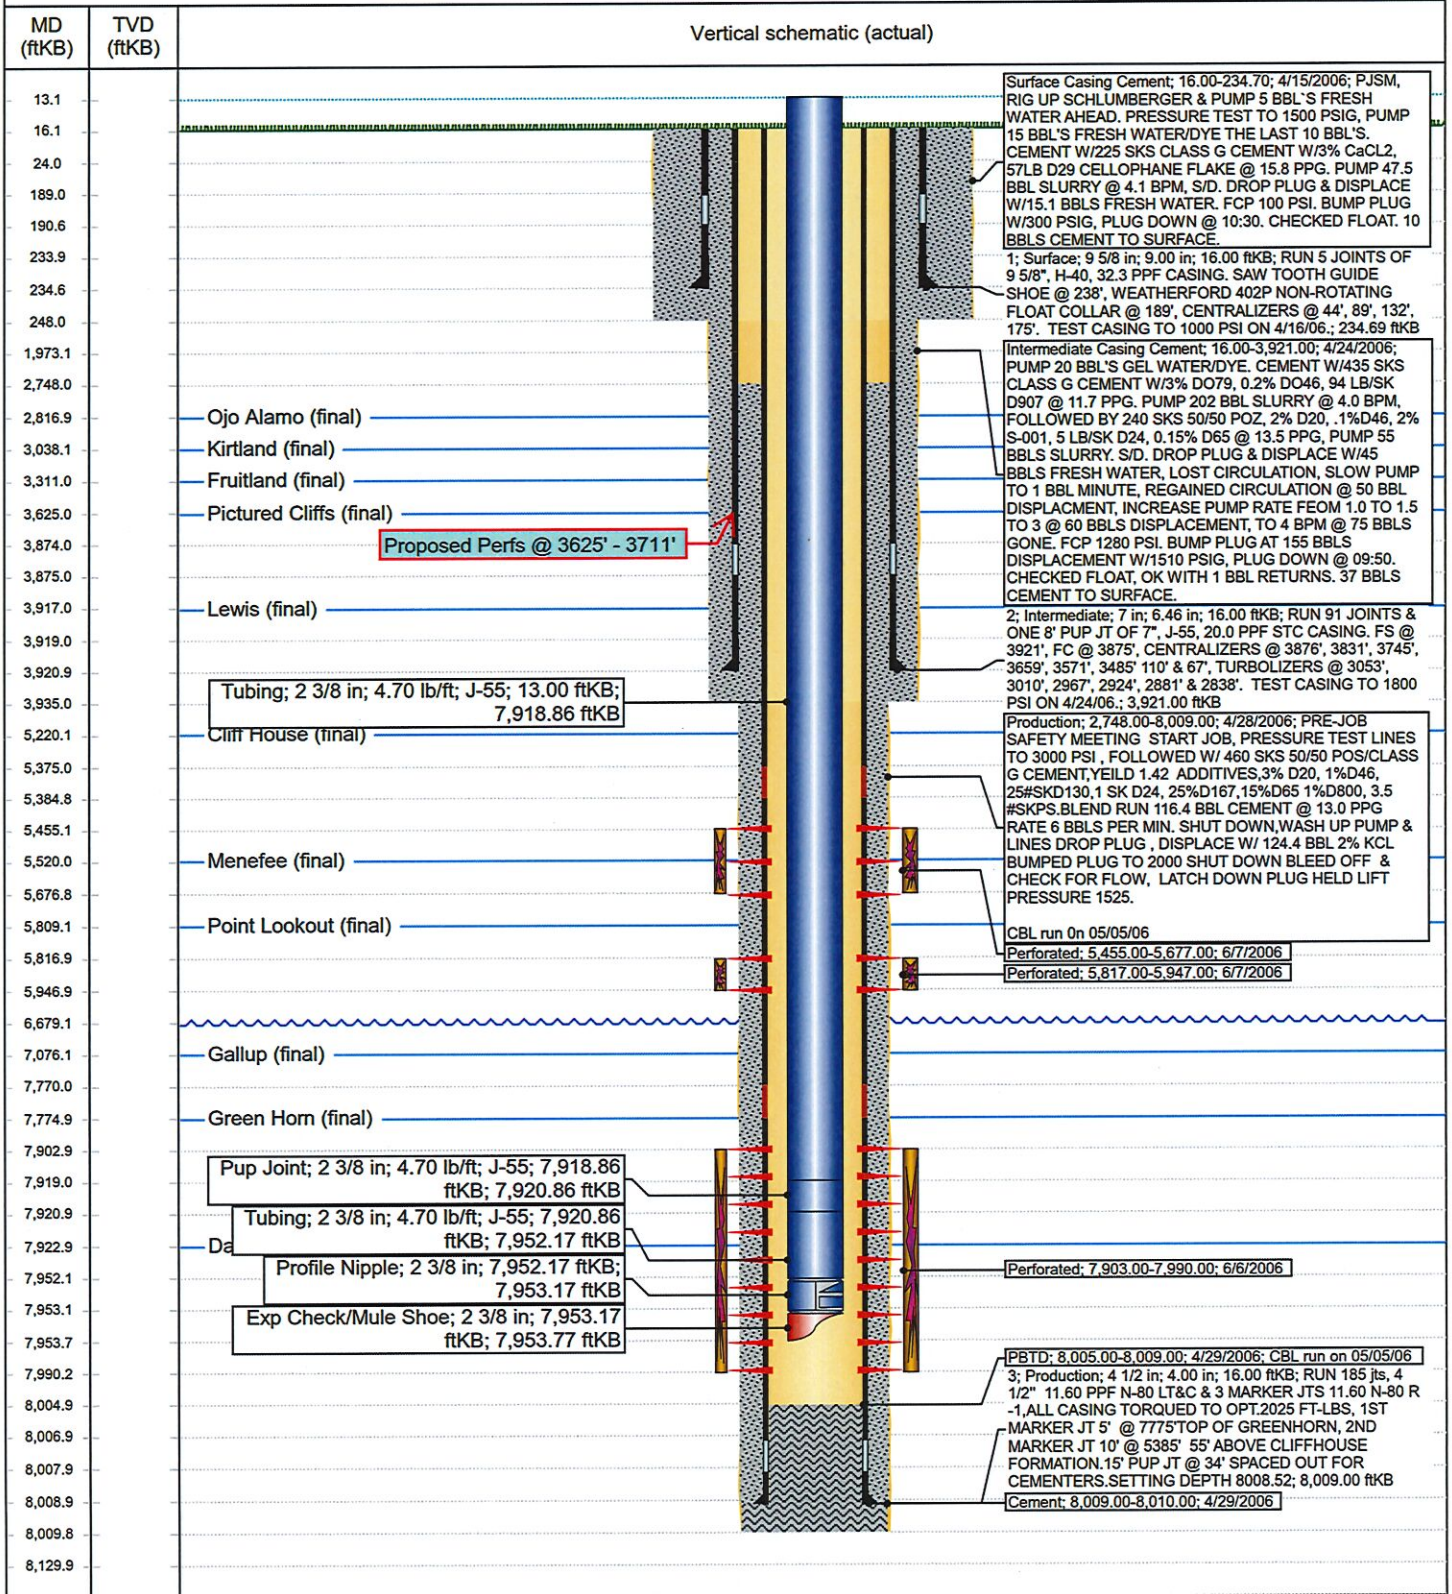 MD
(ftKB)
TVD
(ftKB)
Vertical schematic (actual)
13.1
16.1
24.0
189.0
190.6
233.9
234.6
248.0
1,973.1
2,748.0
2,816.9
3,038.1
3,311.0
3,625.0
3,874.0
3,875.0
3,917.0
3,919.0
3,920.9
3,935.0
5,220.1
5,375.0
5,384.8
5,455.1
5,520.0
5,676.8
5,809.1
5,816.9
5,946.9
6,679.1
7,076.1
7,770.0
7,774.9
7,902.9
7,919.0
7,920.9
7,922.9
7,952.1
7,953.1
7,953.7
7,990.2
8,004.9
8,006.9
8,007.9
8,008.9
8,009.8
8,129.9
Ojo Alamo (final)
Kirtland (final)
Fruitland (final)
Pictured Cliffs (final)
Proposed Perfs @ 3625' - 3711'
Lewis (final)
Tubing; 2 3/8 in; 4.70 lb/ft; J-55; 13.00 ftKB;
7,918.86 ftKB
Cliff House (final)
Menefee (final)
Point Lookout (final)
Gallup (final)
Green Horn (final)
Pup Joint; 2 3/8 in; 4.70 lb/ft; J-55; 7,918.86
ftKB; 7,920.86 ftKB
Tubing; 2 3/8 in; 4.70 lb/ft; J-55; 7,920.86
ftKB; 7,952.17 ftKB
Da
Profile Nipple; 2 3/8 in; 7,952.17 ftKB;
7,953.17 ftKB
Exp Check/Mule Shoe; 2 3/8 in; 7,953.17
ftKB; 7,953.77 ftKB
Surface Casing Cement; 16.00-234.70; 4/15/2006; PJSM,
RIG UP SCHLUMBERGER & PUMP 5 BBL`S FRESH
WATER AHEAD. PRESSURE TEST TO 1500 PSIG, PUMP
15 BBL'S FRESH WATER/DYE THE LAST 10 BBL'S.
CEMENT W/225 SKS CLASS G CEMENT W/3% CaCL2,
57LB D29 CELLOPHANE FLAKE @ 15.8 PPG. PUMP 47.5
BBL SLURRY @ 4.1 BPM, S/D. DROP PLUG & DISPLACE
W/15.1 BBLS FRESH WATER. FCP 100 PSI. BUMP PLUG
W/300 PSIG, PLUG DOWN @ 10:30. CHECKED FLOAT. 10
BBLS CEMENT TO SURFACE.
1; Surface; 9 5/8 in; 9.00 in; 16.00 ftKB; RUN 5 JOINTS OF
9 5/8", H-40, 32.3 PPF CASING. SAW TOOTH GUIDE
SHOE @ 238', WEATHERFORD 402P NON-ROTATING
FLOAT COLLAR @ 189', CENTRALIZERS @ 44', 89', 132',
175'. TEST CASING TO 1000 PSI ON 4/16/06.; 234.69 ftKB
Intermediate Casing Cement; 16.00-3,921.00; 4/24/2006;
PUMP 20 BBL'S GEL WATER/DYE. CEMENT W/435 SKS
CLASS G CEMENT W/3% DO79, 0.2% DO46, 94 LB/SK
D907 @ 11.7 PPG. PUMP 202 BBL SLURRY @ 4.0 BPM,
FOLLOWED BY 240 SKS 50/50 POZ, 2% D20, .1%D46, 2%
S-001, 5 LB/SK D24, 0.15% D65 @ 13.5 PPG, PUMP 55
BBLS SLURRY. S/D. DROP PLUG & DISPLACE W/45
BBLS FRESH WATER, LOST CIRCULATION, SLOW PUMP
TO 1 BBL MINUTE, REGAINED CIRCULATION @ 50 BBL
DISPLACMENT, INCREASE PUMP RATE FEOM 1.0 TO 1.5
TO 3 @ 60 BBLS DISPLACEMENT, TO 4 BPM @ 75 BBLS
GONE. FCP 1280 PSI. BUMP PLUG AT 155 BBLS
DISPLACEMENT W/1510 PSIG, PLUG DOWN @ 09:50.
CHECKED FLOAT, OK WITH 1 BBL RETURNS. 37 BBLS
CEMENT TO SURFACE.
2; Intermediate; 7 in; 6.46 in; 16.00 ftKB; RUN 91 JOINTS &
ONE 8' PUP JT OF 7", J-55, 20.0 PPF STC CASING. FS @
3921', FC @ 3875', CENTRALIZERS @ 3876', 3831', 3745',
3659', 3571', 3485' 110' & 67', TURBOLIZERS @ 3053',
3010', 2967', 2924', 2881' & 2838'. TEST CASING TO 1800
PSI ON 4/24/06.; 3,921.00 ftKB
Production; 2,748.00-8,009.00; 4/28/2006; PRE-JOB
SAFETY MEETING START JOB, PRESSURE TEST LINES
TO 3000 PSI , FOLLOWED W/ 460 SKS 50/50 POS/CLASS
G CEMENT,YEILD 1.42 ADDITIVES,3% D20, 1%D46,
25#SKD130,1 SK D24, 25%D167,15%D65 1%D800, 3.5
#SKPS.BLEND RUN 116.4 BBL CEMENT @ 13.0 PPG
RATE 6 BBLS PER MIN. SHUT DOWN,WASH UP PUMP &
LINES DROP PLUG , DISPLACE W/ 124.4 BBL 2% KCL
BUMPED PLUG TO 2000 SHUT DOWN BLEED OFF &
CHECK FOR FLOW, LATCH DOWN PLUG HELD LIFT
PRESSURE 1525.
CBL run 0n 05/05/06
Perforated; 5,455.00-5,677.00; 6/7/2006
Perforated; 5,817.00-5,947.00; 6/7/2006
Perforated; 7,903.00-7,990.00; 6/6/2006
PBTD; 8,005.00-8,009.00; 4/29/2006; CBL run on 05/05/06
3; Production; 4 1/2 in; 4.00 in; 16.00 ftKB; RUN 185 jts, 4
1/2" 11.60 PPF N-80 LT&C & 3 MARKER JTS 11.60 N-80 R
-1,ALL CASING TORQUED TO OPT.2025 FT-LBS, 1ST
MARKER JT 5' @ 7775'TOP OF GREENHORN, 2ND
MARKER JT 10' @ 5385' 55' ABOVE CLIFFHOUSE
FORMATION.15' PUP JT @ 34' SPACED OUT FOR
CEMENTERS.SETTING DEPTH 8008.52; 8,009.00 ftKB
Cement; 8,009.00-8,010.00; 4/29/2006